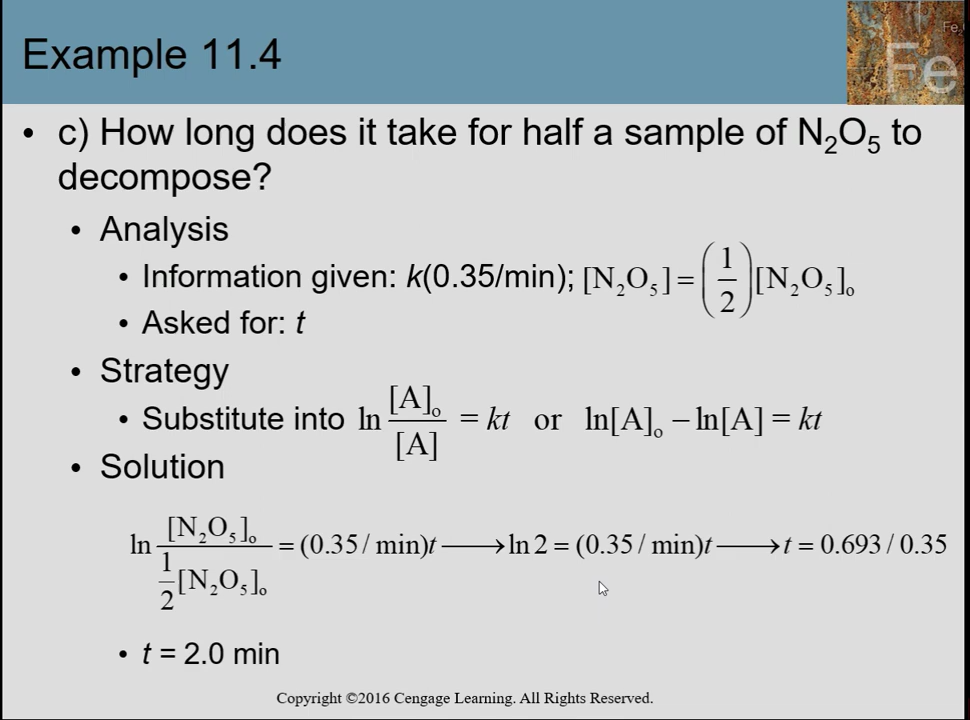 Example 11.4
Fe
Fe
• c) How long does it take for half a sample of N₂O₅ to
decompose?
• Analysis
• Information given: k(0.35/min); [N₂O₅] = (1/2)[N₂O₅]ₒ
• Asked for: t
• Strategy
• Substitute into ln [A]ₒ/[A] = kt or ln[A]ₒ − ln[A] = kt
• Solution
ln [N₂O₅]ₒ / ½[N₂O₅]ₒ = (0.35 / min)t ⟶ ln 2 = (0.35 / min)t ⟶ t = 0.693 / 0.35
• t = 2.0 min
Copyright ©2016 Cengage Learning. All Rights Reserved.